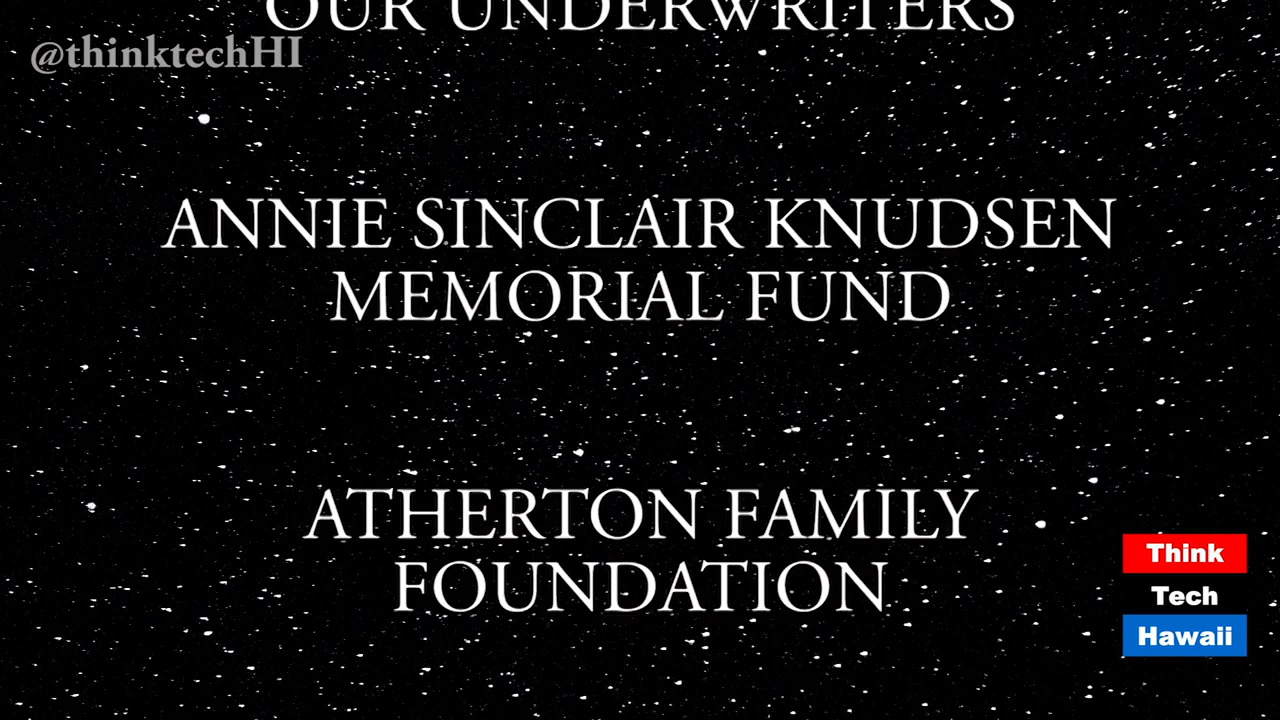 OUR UNDERWRITERS
@thinktechHI
ANNIE SINCLAIR KNUDSEN
MEMORIAL FUND
ATHERTON FAMILY
FOUNDATION
Think
Tech
Hawaii